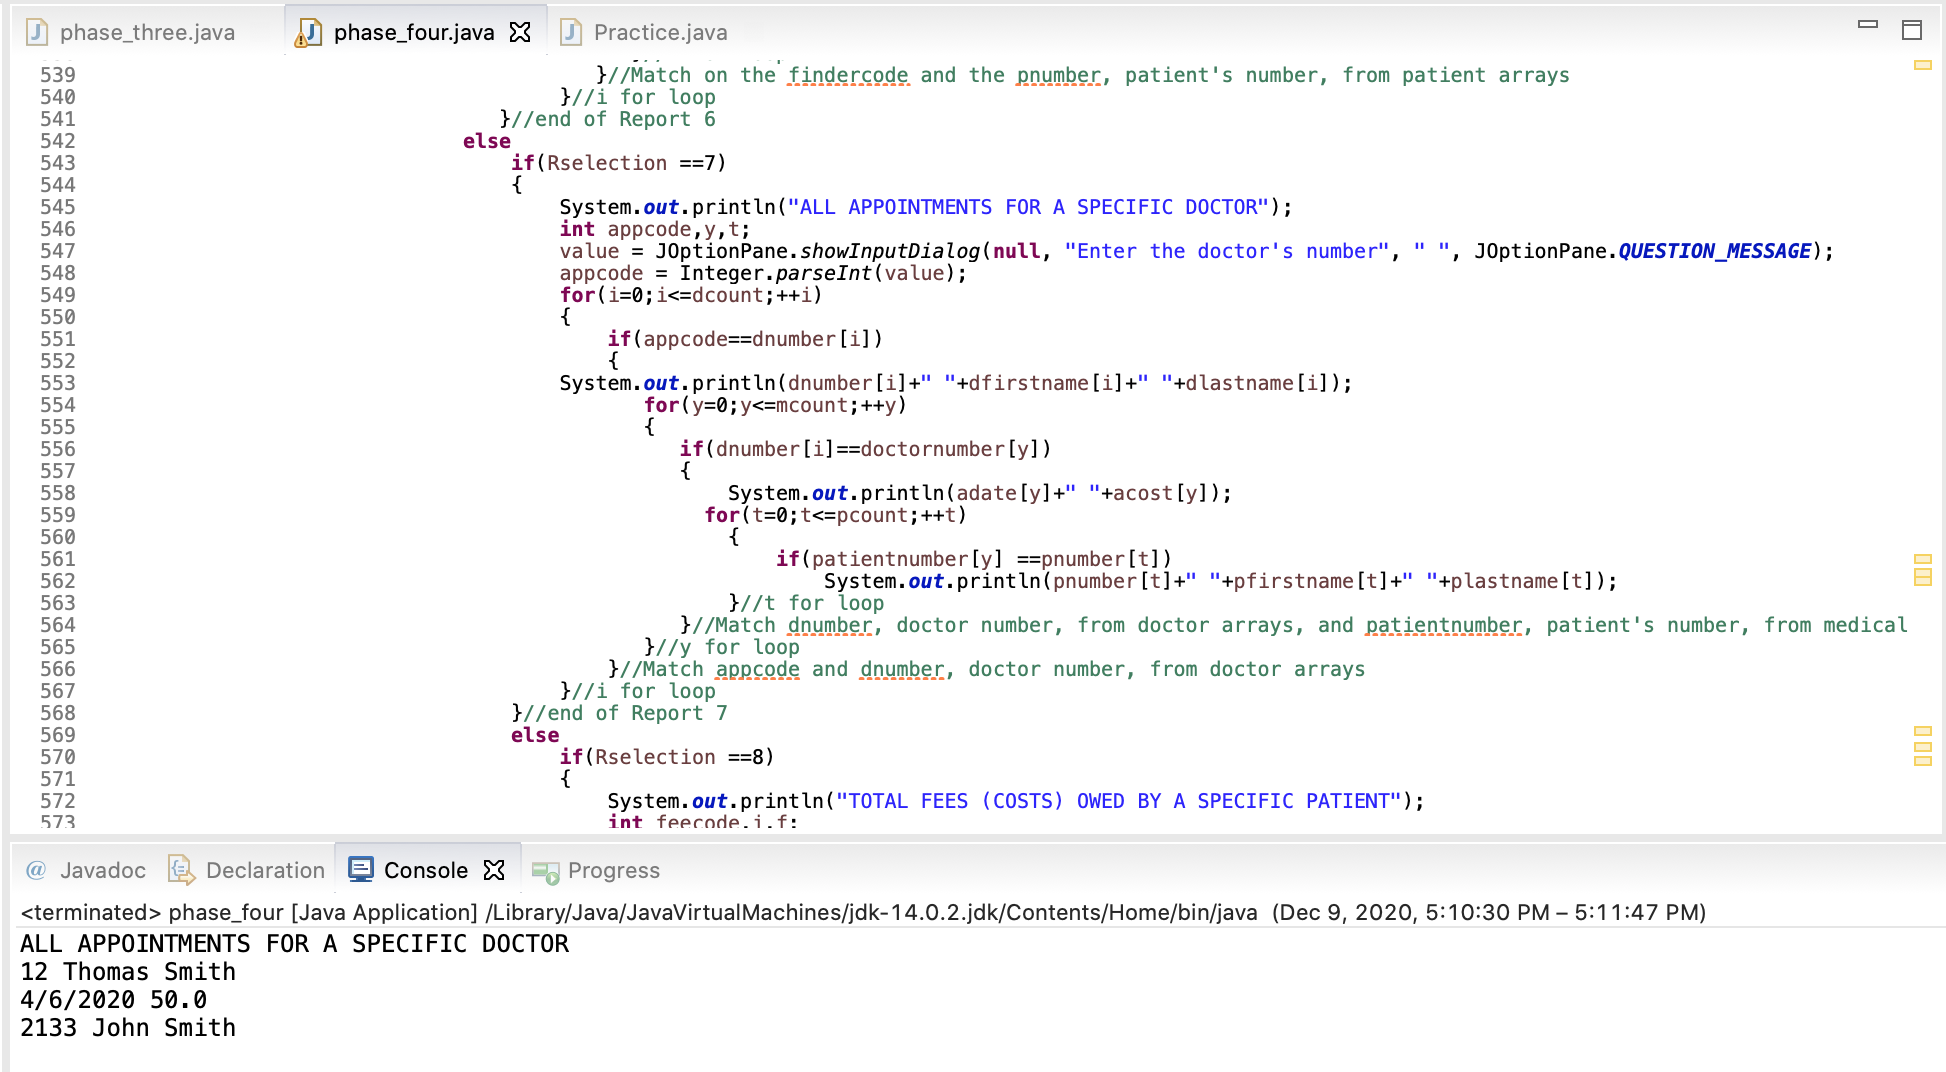 phase_three.java phase_four.java Practice.java
539 }//Match on the findercode and the pnumber, patient's number, from patient arrays
540 }//i for loop
541 }//end of Report 6
542 else
543 if(Rselection ==7)
544 {
545 System.out.println("ALL APPOINTMENTS FOR A SPECIFIC DOCTOR");
546 int appcode,y,t;
547 value = JOptionPane.showInputDialog(null, "Enter the doctor's number", " ", JOptionPane.QUESTION_MESSAGE);
548 appcode = Integer.parseInt(value);
549 for(i=0;i<=dcount;++i)
550 {
551 if(appcode==dnumber[i])
552 {
553 System.out.println(dnumber[i]+" "+dfirstname[i]+" "+dlastname[i]);
554 for(y=0;y<=mcount;++y)
555 {
556 if(dnumber[i]==doctornumber[y])
557 {
558 System.out.println(adate[y]+" "+acost[y]);
559 for(t=0;t<=pcount;++t)
560 {
561 if(patientnumber[y] ==pnumber[t])
562 System.out.println(pnumber[t]+" "+pfirstname[t]+" "+plastname[t]);
563 }//t for loop
564 }//Match dnumber, doctor number, from doctor arrays, and patientnumber, patient's number, from medical
565 }//y for loop
566 }//Match appcode and dnumber, doctor number, from doctor arrays
567 }//i for loop
568 }//end of Report 7
569 else
570 if(Rselection ==8)
571 {
572 System.out.println("TOTAL FEES (COSTS) OWED BY A SPECIFIC PATIENT");
573 int feecode,i,f;
@ Javadoc Declaration Console Progress
<terminated> phase_four [Java Application] /Library/Java/JavaVirtualMachines/jdk-14.0.2.jdk/Contents/Home/bin/java (Dec 9, 2020, 5:10:30 PM – 5:11:47 PM)
ALL APPOINTMENTS FOR A SPECIFIC DOCTOR
12 Thomas Smith
4/6/2020 50.0
2133 John Smith